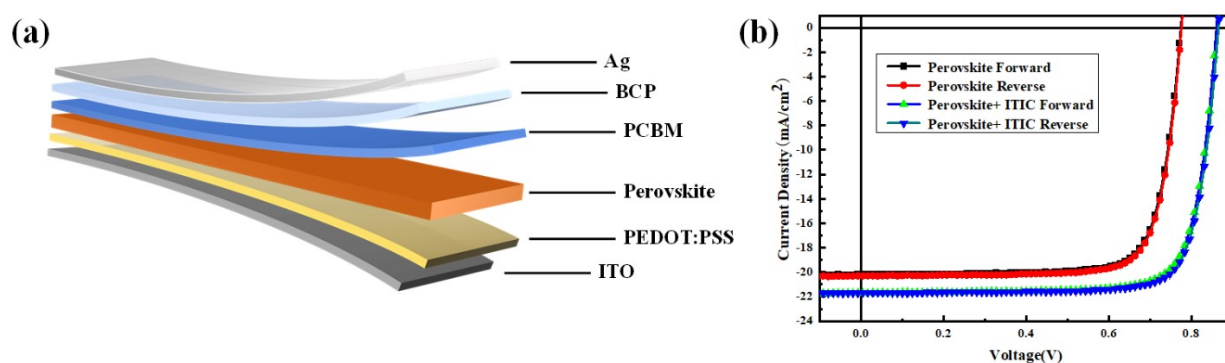 (a)
Ag
BCP
PCBM
Perovskite
PEDOT:PSS
ITO
(b)
Current Density(mA/cm²)
0
-2
-4
-6
-8
-10
-12
-14
-16
-18
-20
-22
-24
Perovskite Forward
Perovskite Reverse
Perovskite+ ITIC Forward
Perovskite+ ITIC Reverse
0.0 0.2 0.4 0.6 0.8
Voltage(V)